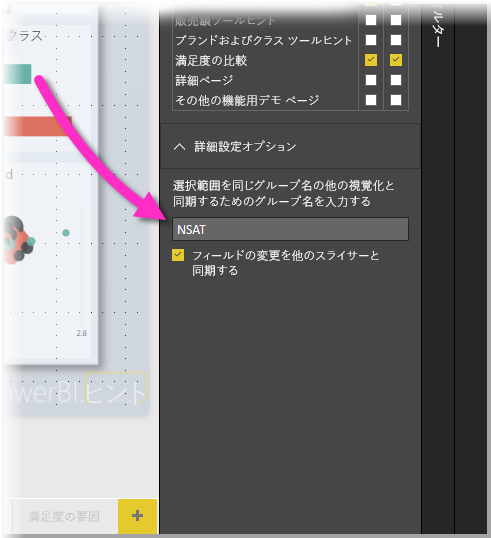 クラス
d
2.8
owerBI.ヒント
満足度の要因
+
販売額ツールヒント
ブランドおよびクラス ツールヒント
満足度の比較
詳細ページ
その他の機能用デモ ページ
詳細設定オプション
選択範囲を同じグループ名の他の視覚化と
同期するためのグループ名を入力する
NSAT
フィールドの変更を他のスライサーと
同期する
ルター